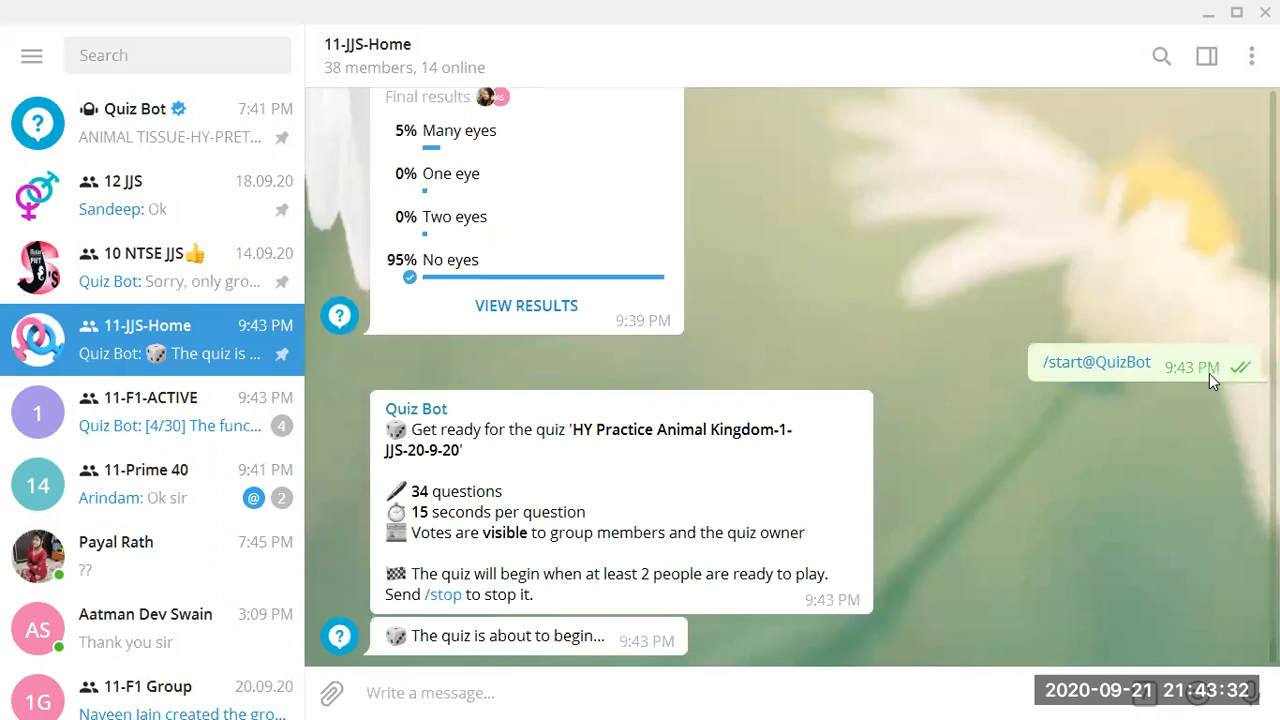 Search
Quiz Bot 7:41 PM
ANIMAL TISSUE-HY-PRET...
12 JJS 18.09.20
Sandeep: Ok
10 NTSE JJS👍 14.09.20
Quiz Bot: Sorry, only gro...
11-JJS-Home 9:43 PM
Quiz Bot: 🎲 The quiz is ...
1
11-F1-ACTIVE 9:43 PM
Quiz Bot: [4/30] The func... 4
14
11-Prime 40 9:41 PM
Arindam: Ok sir @ 2
Payal Rath 7:45 PM
??
AS
Aatman Dev Swain 3:09 PM
Thank you sir
1G
11-F1 Group 20.09.20
Naveen Jain created the gro...
11-JJS-Home
38 members, 14 online
Final results
5% Many eyes
0% One eye
0% Two eyes
95% No eyes
VIEW RESULTS
9:39 PM
/start@QuizBot 9:43 PM
Quiz Bot
🎲 Get ready for the quiz 'HY Practice Animal Kingdom-1-
JJS-20-9-20'
🖊 34 questions
⏱ 15 seconds per question
📰 Votes are visible to group members and the quiz owner
🏁 The quiz will begin when at least 2 people are ready to play.
Send /stop to stop it.
9:43 PM
🎲 The quiz is about to begin... 9:43 PM
Write a message...
2020-09-21 21:43:32